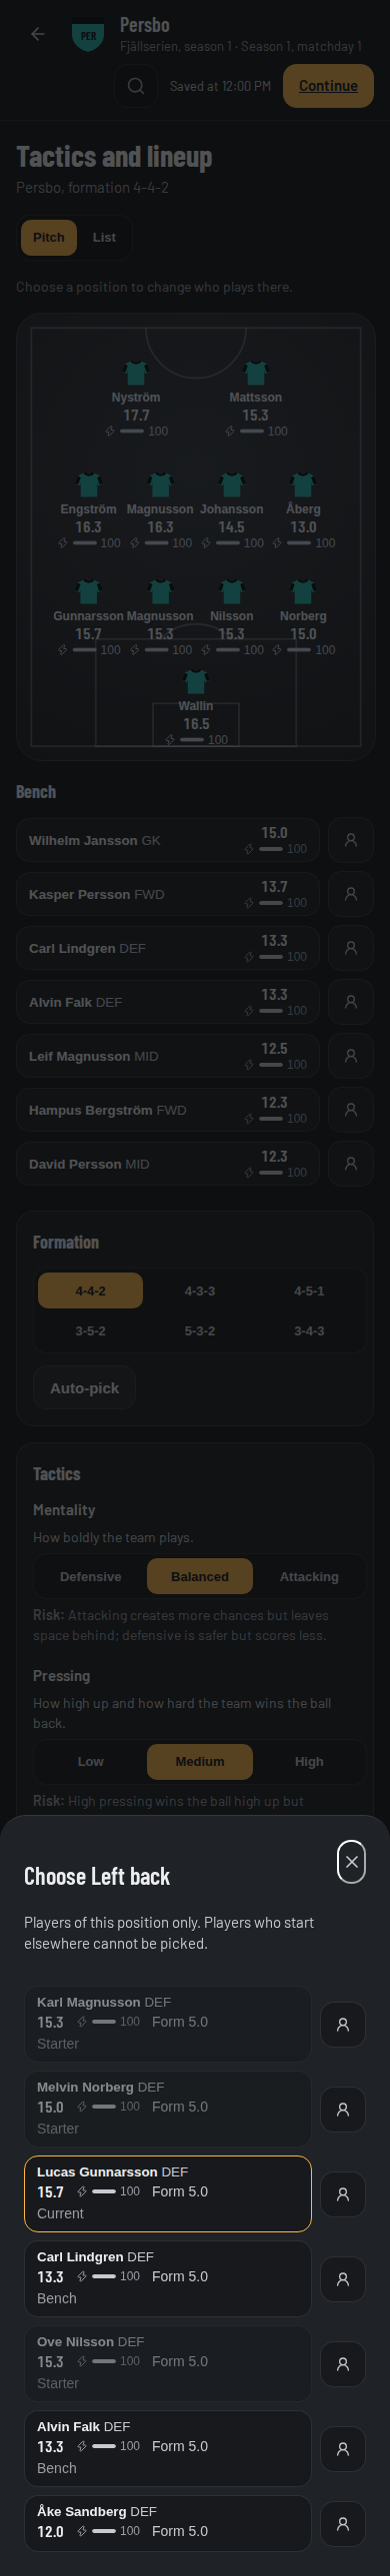 Persbo
PER
Fjällserien, season 1 · Season 1, matchday 1
Saved at 12:00 PM
Continue
Tactics and lineup
Persbo, formation 4-4-2
Pitch List
Choose a position to change who plays there.
Nyström Mattsson
17.7 15.3
100 100
Engström Magnusson Johansson Åberg
16.3 16.3 14.5 13.0
100 100 100 100
Gunnarsson Magnusson Nilsson Norberg
15.7 15.3 15.3 15.0
100 100 100 100
Wallin
16.5
100
Bench
Wilhelm Jansson GK 15.0
100
Kasper Persson FWD 13.7
100
Carl Lindgren DEF 13.3
100
Alvin Falk DEF 13.3
100
Leif Magnusson MID 12.5
100
Hampus Bergström FWD 12.3
100
David Persson MID 12.3
100
Formation
4-4-2 4-3-3 4-5-1
3-5-2 5-3-2 3-4-3
Auto-pick
Tactics
Mentality
How boldly the team plays.
Defensive Balanced Attacking
Risk: Attacking creates more chances but leaves
space behind; defensive is safer but scores less.
Pressing
How high up and how hard the team wins the ball
back.
Low Medium High
Risk: High pressing wins the ball high up but
Choose Left back
Players of this position only. Players who start
elsewhere cannot be picked.
Karl Magnusson DEF
15.3 100 Form 5.0
Starter
Melvin Norberg DEF
15.0 100 Form 5.0
Starter
Lucas Gunnarsson DEF
15.7 100 Form 5.0
Current
Carl Lindgren DEF
13.3 100 Form 5.0
Bench
Ove Nilsson DEF
15.3 100 Form 5.0
Starter
Alvin Falk DEF
13.3 100 Form 5.0
Bench
Åke Sandberg DEF
12.0 100 Form 5.0